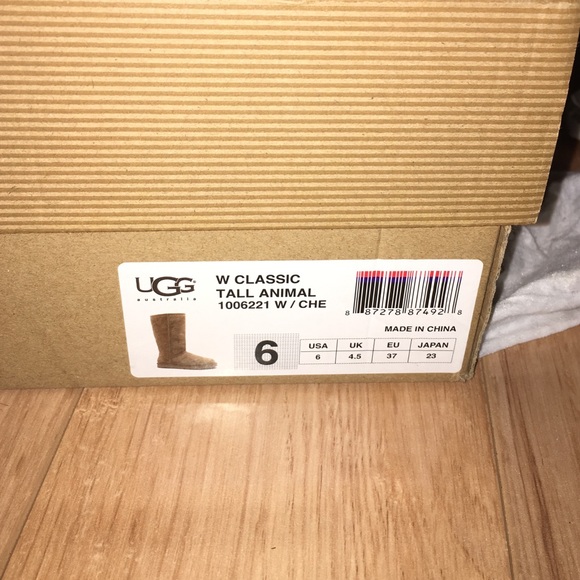 UGG
australia
W CLASSIC
TALL ANIMAL
1006221 W / CHE
8 87278 87492 8
MADE IN CHINA
6
USA UK EU JAPAN
6 4.5 37 23